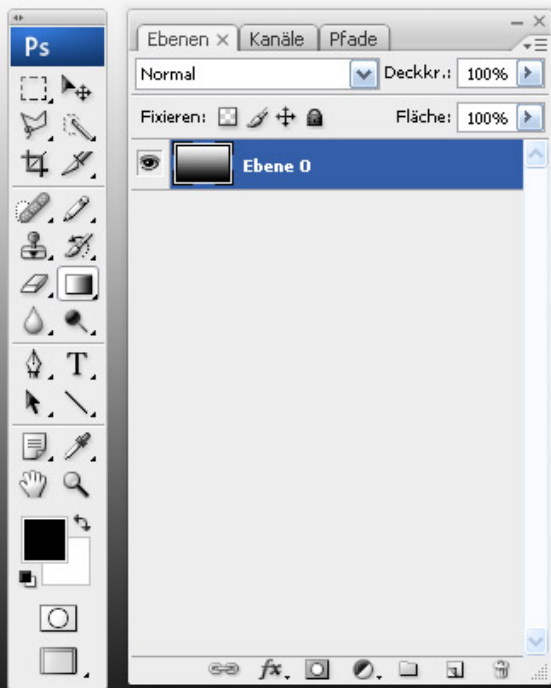 Ps
Ebenen × Kanäle Pfade
Normal Deckkr.: 100%
Fixieren: Fläche: 100%
Ebene 0
T
fx.